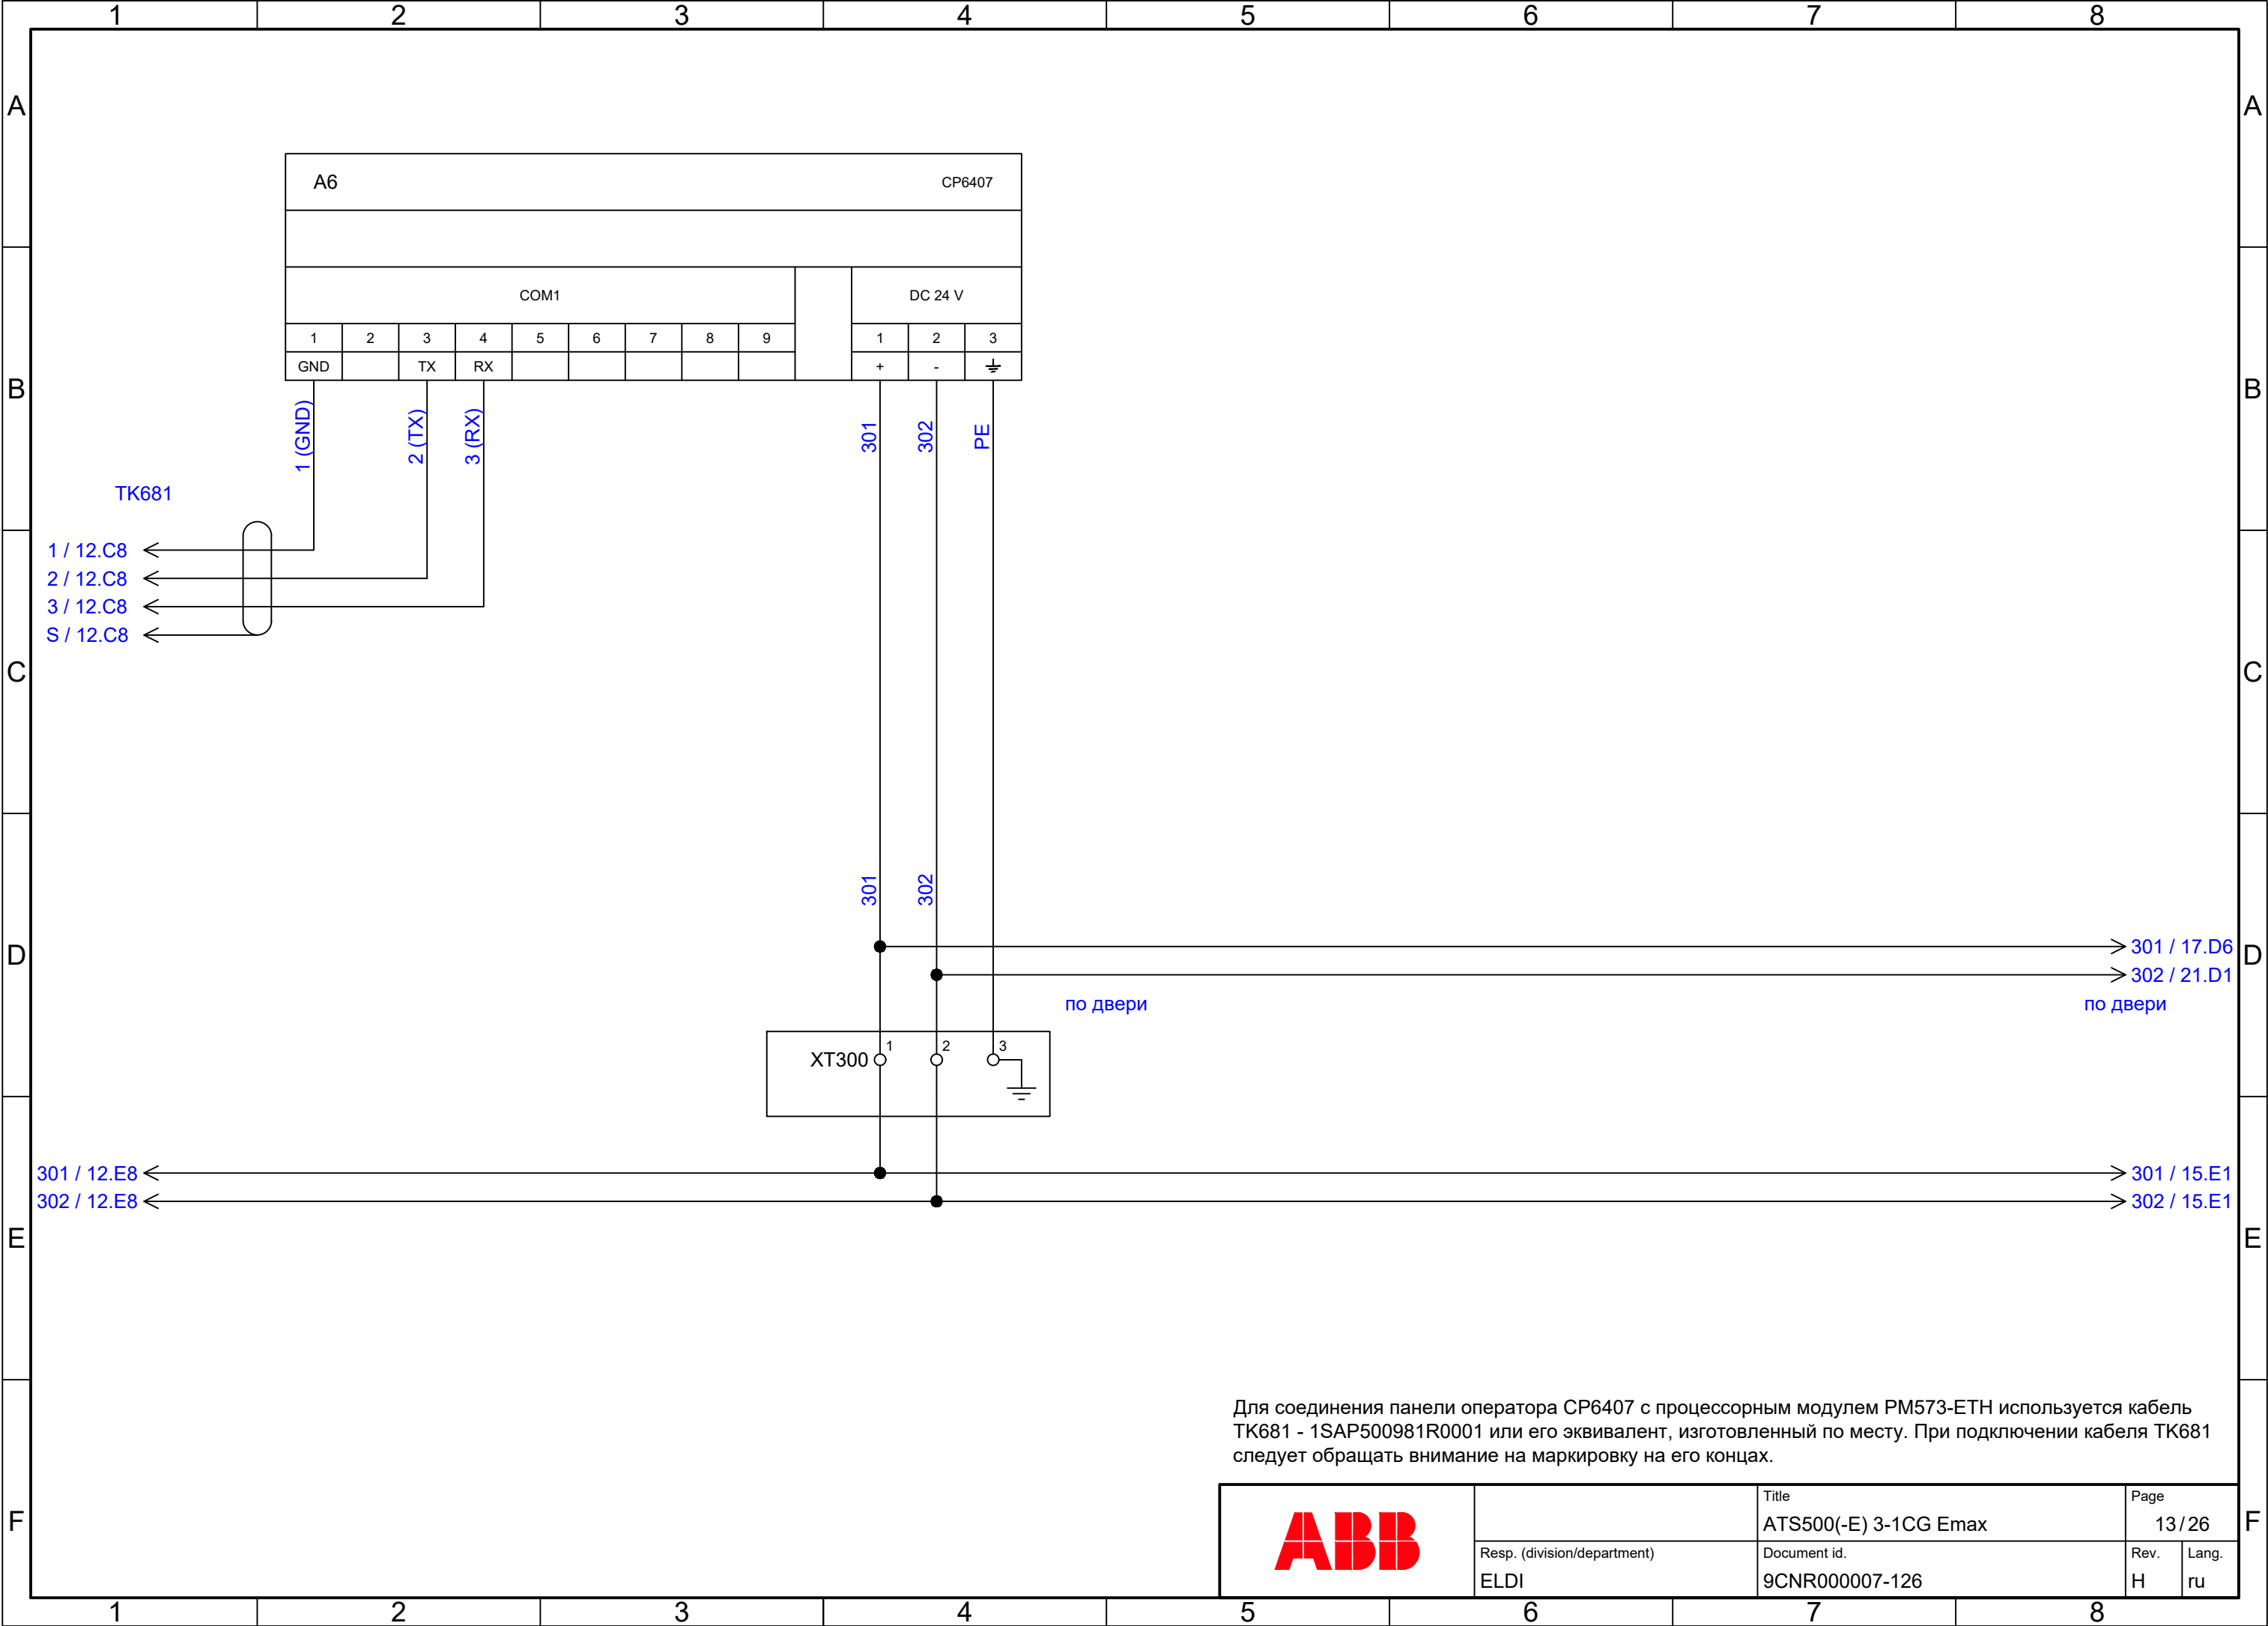 1 2 3 4 5 6 7 8
A A
A6 CP6407
COM1 DC 24 V
1 2 3 4 5 6 7 8 9 1 2 3
GND TX RX + -
B B
1 (GND) 2 (TX) 3 (RX) 301 302 PE
TK681
1 / 12.C8
2 / 12.C8
3 / 12.C8
S / 12.C8
C C
301 302
D D
301 / 17.D6
302 / 21.D1
по двери по двери
XT300 1 2 3
301 / 12.E8 301 / 15.E1
302 / 12.E8 302 / 15.E1
E E
Для соединения панели оператора CP6407 с процессорным модулем PM573-ETH используется кабель
TK681 - 1SAP500981R0001 или его эквивалент, изготовленный по месту. При подключении кабеля TK681
следует обращать внимание на маркировку на его концах.
F F
ABB
Title Page
ATS500(-E) 3-1CG Emax 13/26
Resp. (division/department) Document id. Rev. Lang.
ELDI 9CNR000007-126 H ru
1 2 3 4 5 6 7 8